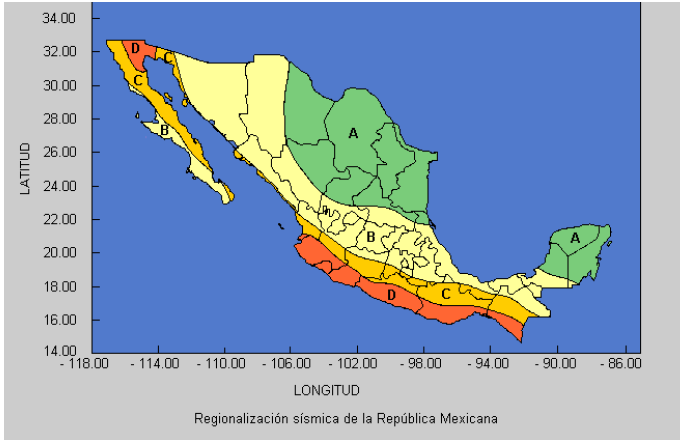 34.00
32.00
30.00
28.00
26.00
24.00
22.00
20.00
18.00
16.00
14.00
LATITUD
D
C
C
B
A
A
B
C
D
- 118.00 - 114.00 - 110.00 - 106.00 - 102.00 - 98.00 - 94.00 - 90.00 - 86.00
LONGITUD
Regionalización sísmica de la República Mexicana